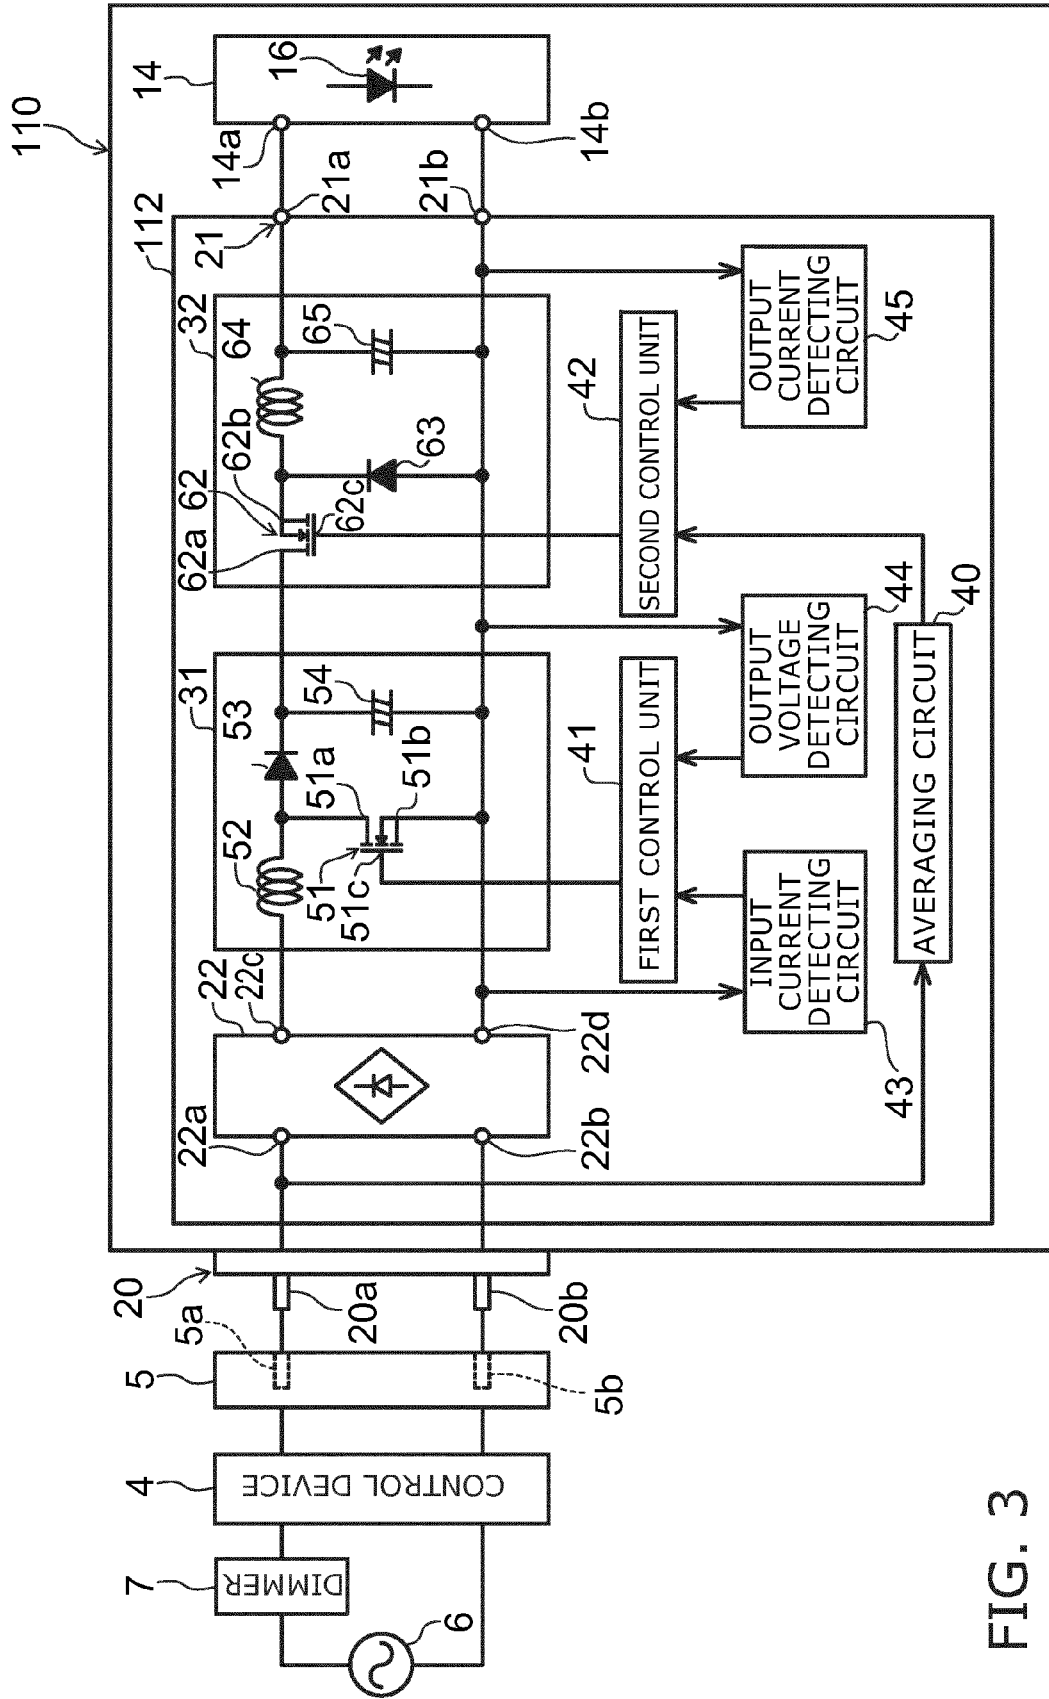 110
112
14
16
14a
14b
21
21a
21b
32
62
62a
62b
62c
64
65
63
31
51
51a
51b
51c
52
53
54
22
22a
22b
22c
22d
20
20a
20b
5
5a
5b
4
CONTROL DEVICE
7
DIMMER
6
42
SECOND CONTROL UNIT
41
FIRST CONTROL UNIT
OUTPUT
CURRENT
DETECTING
CIRCUIT
45
OUTPUT
VOLTAGE
DETECTING
CIRCUIT
44
INPUT
CURRENT
DETECTING
CIRCUIT
43
AVERAGING CIRCUIT
40
FIG. 3